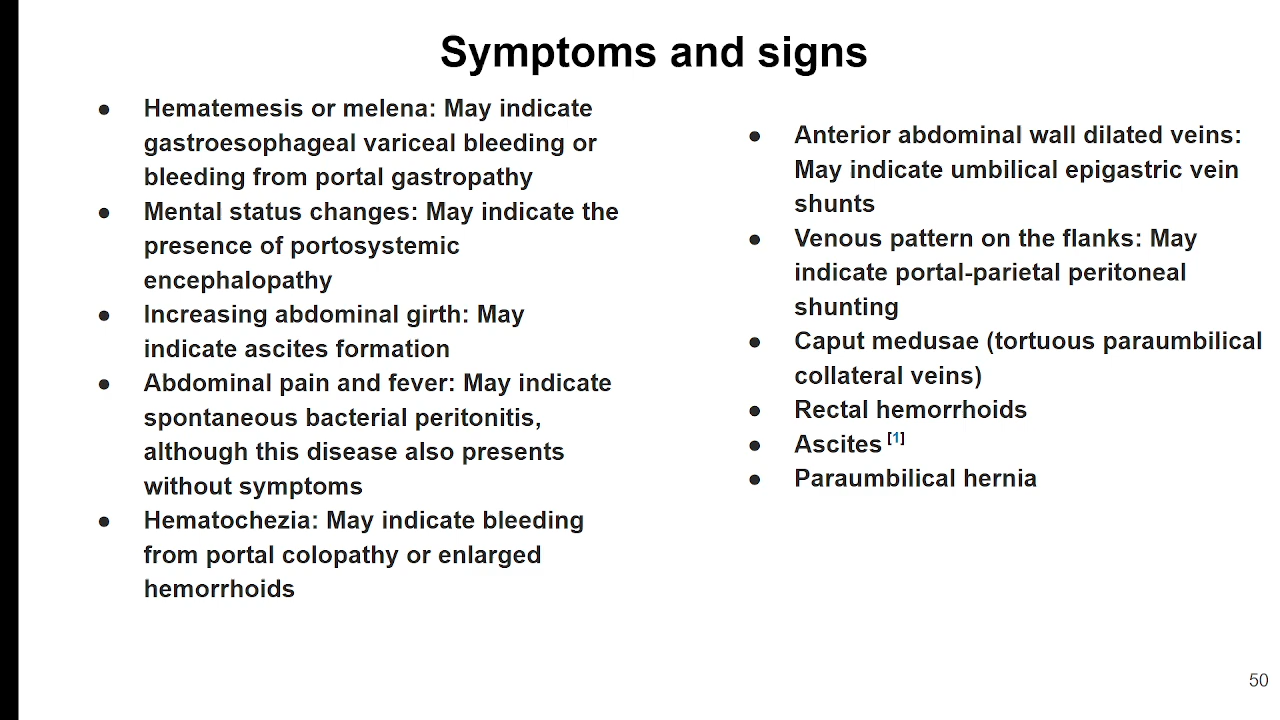 Symptoms and signs
● Hematemesis or melena: May indicate
gastroesophageal variceal bleeding or
bleeding from portal gastropathy
● Mental status changes: May indicate the
presence of portosystemic
encephalopathy
● Increasing abdominal girth: May
indicate ascites formation
● Abdominal pain and fever: May indicate
spontaneous bacterial peritonitis,
although this disease also presents
without symptoms
● Hematochezia: May indicate bleeding
from portal colopathy or enlarged
hemorrhoids
● Anterior abdominal wall dilated veins:
May indicate umbilical epigastric vein
shunts
● Venous pattern on the flanks: May
indicate portal-parietal peritoneal
shunting
● Caput medusae (tortuous paraumbilical
collateral veins)
● Rectal hemorrhoids
● Ascites [1]
● Paraumbilical hernia
50